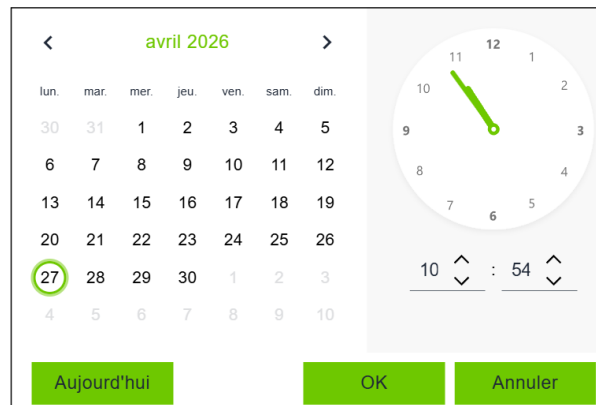 avril 2026
lun. mar. mer. jeu. ven. sam. dim.
30 31 1 2 3 4 5
6 7 8 9 10 11 12
13 14 15 16 17 18 19
20 21 22 23 24 25 26
27 28 29 30 1 2 3
4 5 6 7 8 9 10
12
11 1
10 2
9 3
8 4
7 5
6
10 : 54
Aujourd'hui OK Annuler